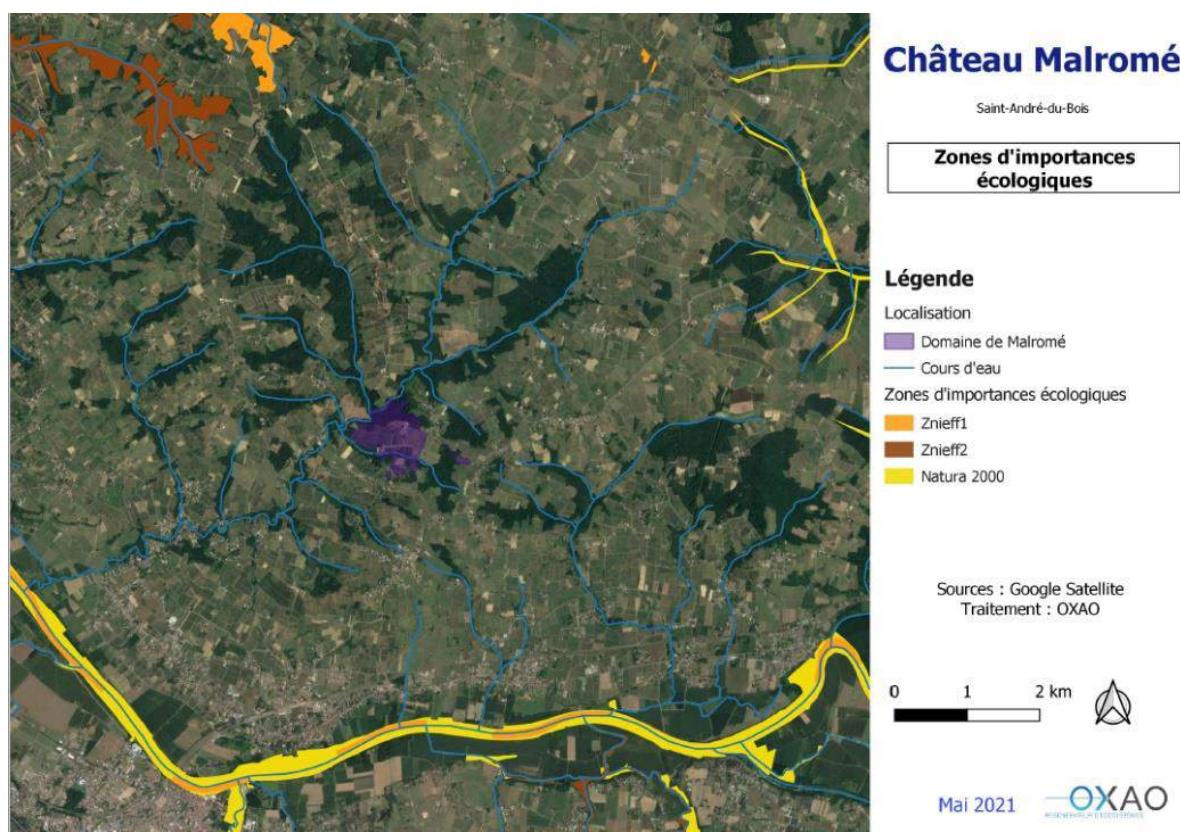 Château Malromé
Saint-André-du-Bois
Zones d'importances
écologiques
Légende
Localisation
Domaine de Malromé
Cours d'eau
Zones d'importances écologiques
Znieff1
Znieff2
Natura 2000
Sources : Google Satellite
Traitement : OXAO
0 1 2 km
Mai 2021
OXAO